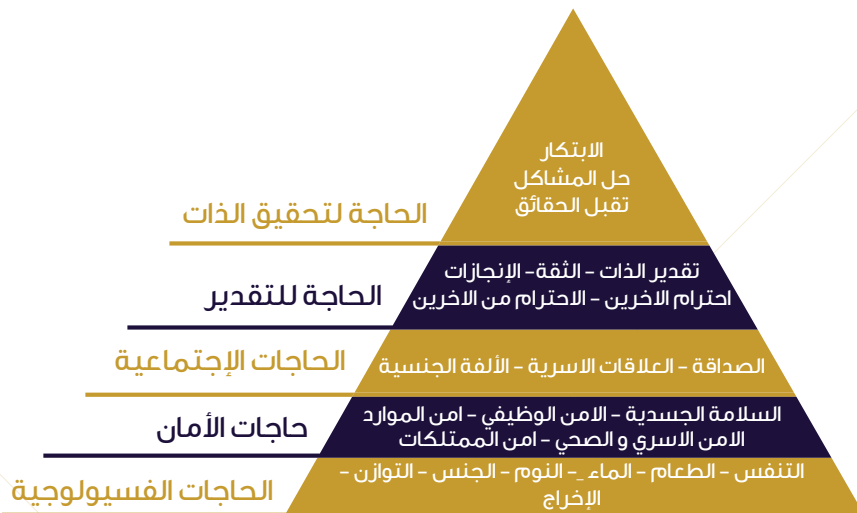 الابتكار
حل المشاكل
تقبل الحقائق
الحاجة لتحقيق الذات
تقدير الذات – الثقة– الإنجازات
احترام الاخرين – الاحترام من الاخرين
الحاجة للتقدير
الصداقة – العلاقات الاسرية – الألفة الجنسية
الحاجات الإجتماعية
السلامة الجسدية – الامن الوظيفي – امن الموارد
الامن الاسري و الصحي – امن الممتلكات
حاجات الأمان
التنفس – الطعام – الماء _– النوم – الجنس – التوازن –
الإخراج
الحاجات الفسيولوجية